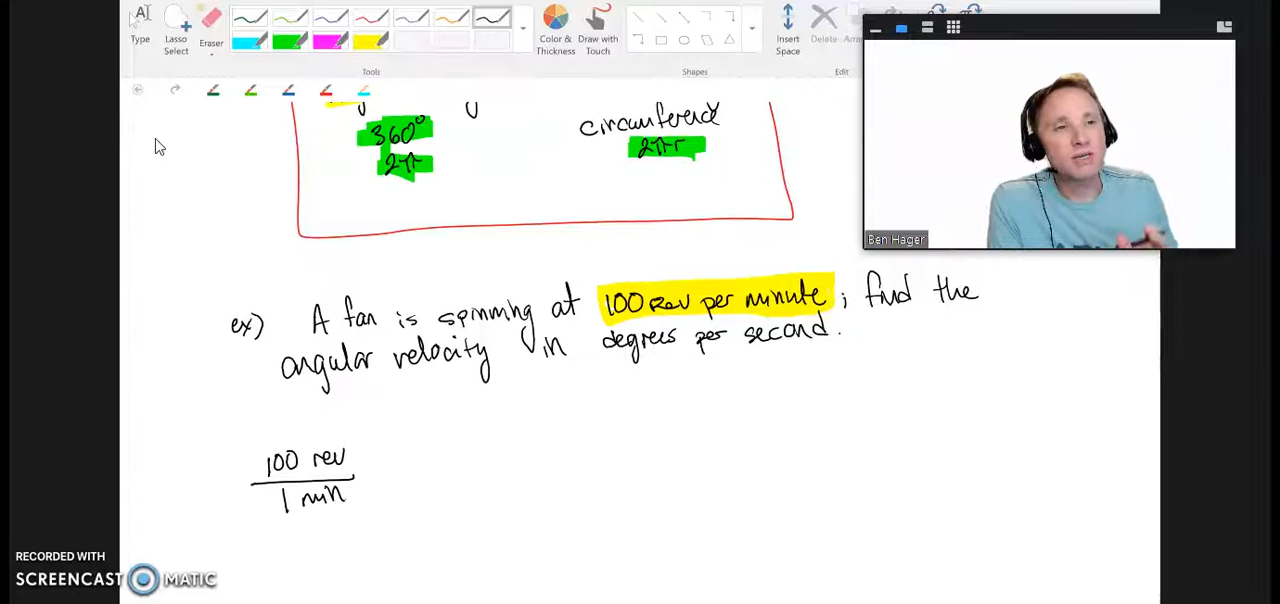 Type
Lasso
Select
Eraser
Color &
Thickness
Draw with
Touch
Insert
Space
Delete
Tools
Shapes
Edit
360°
2π
circumference
2πr
Ben Hager
ex) A fan is spinning at 100 rev per minute; find the
angular velocity in degrees per second.
100 rev
1 min
RECORDED WITH
SCREENCAST MATIC